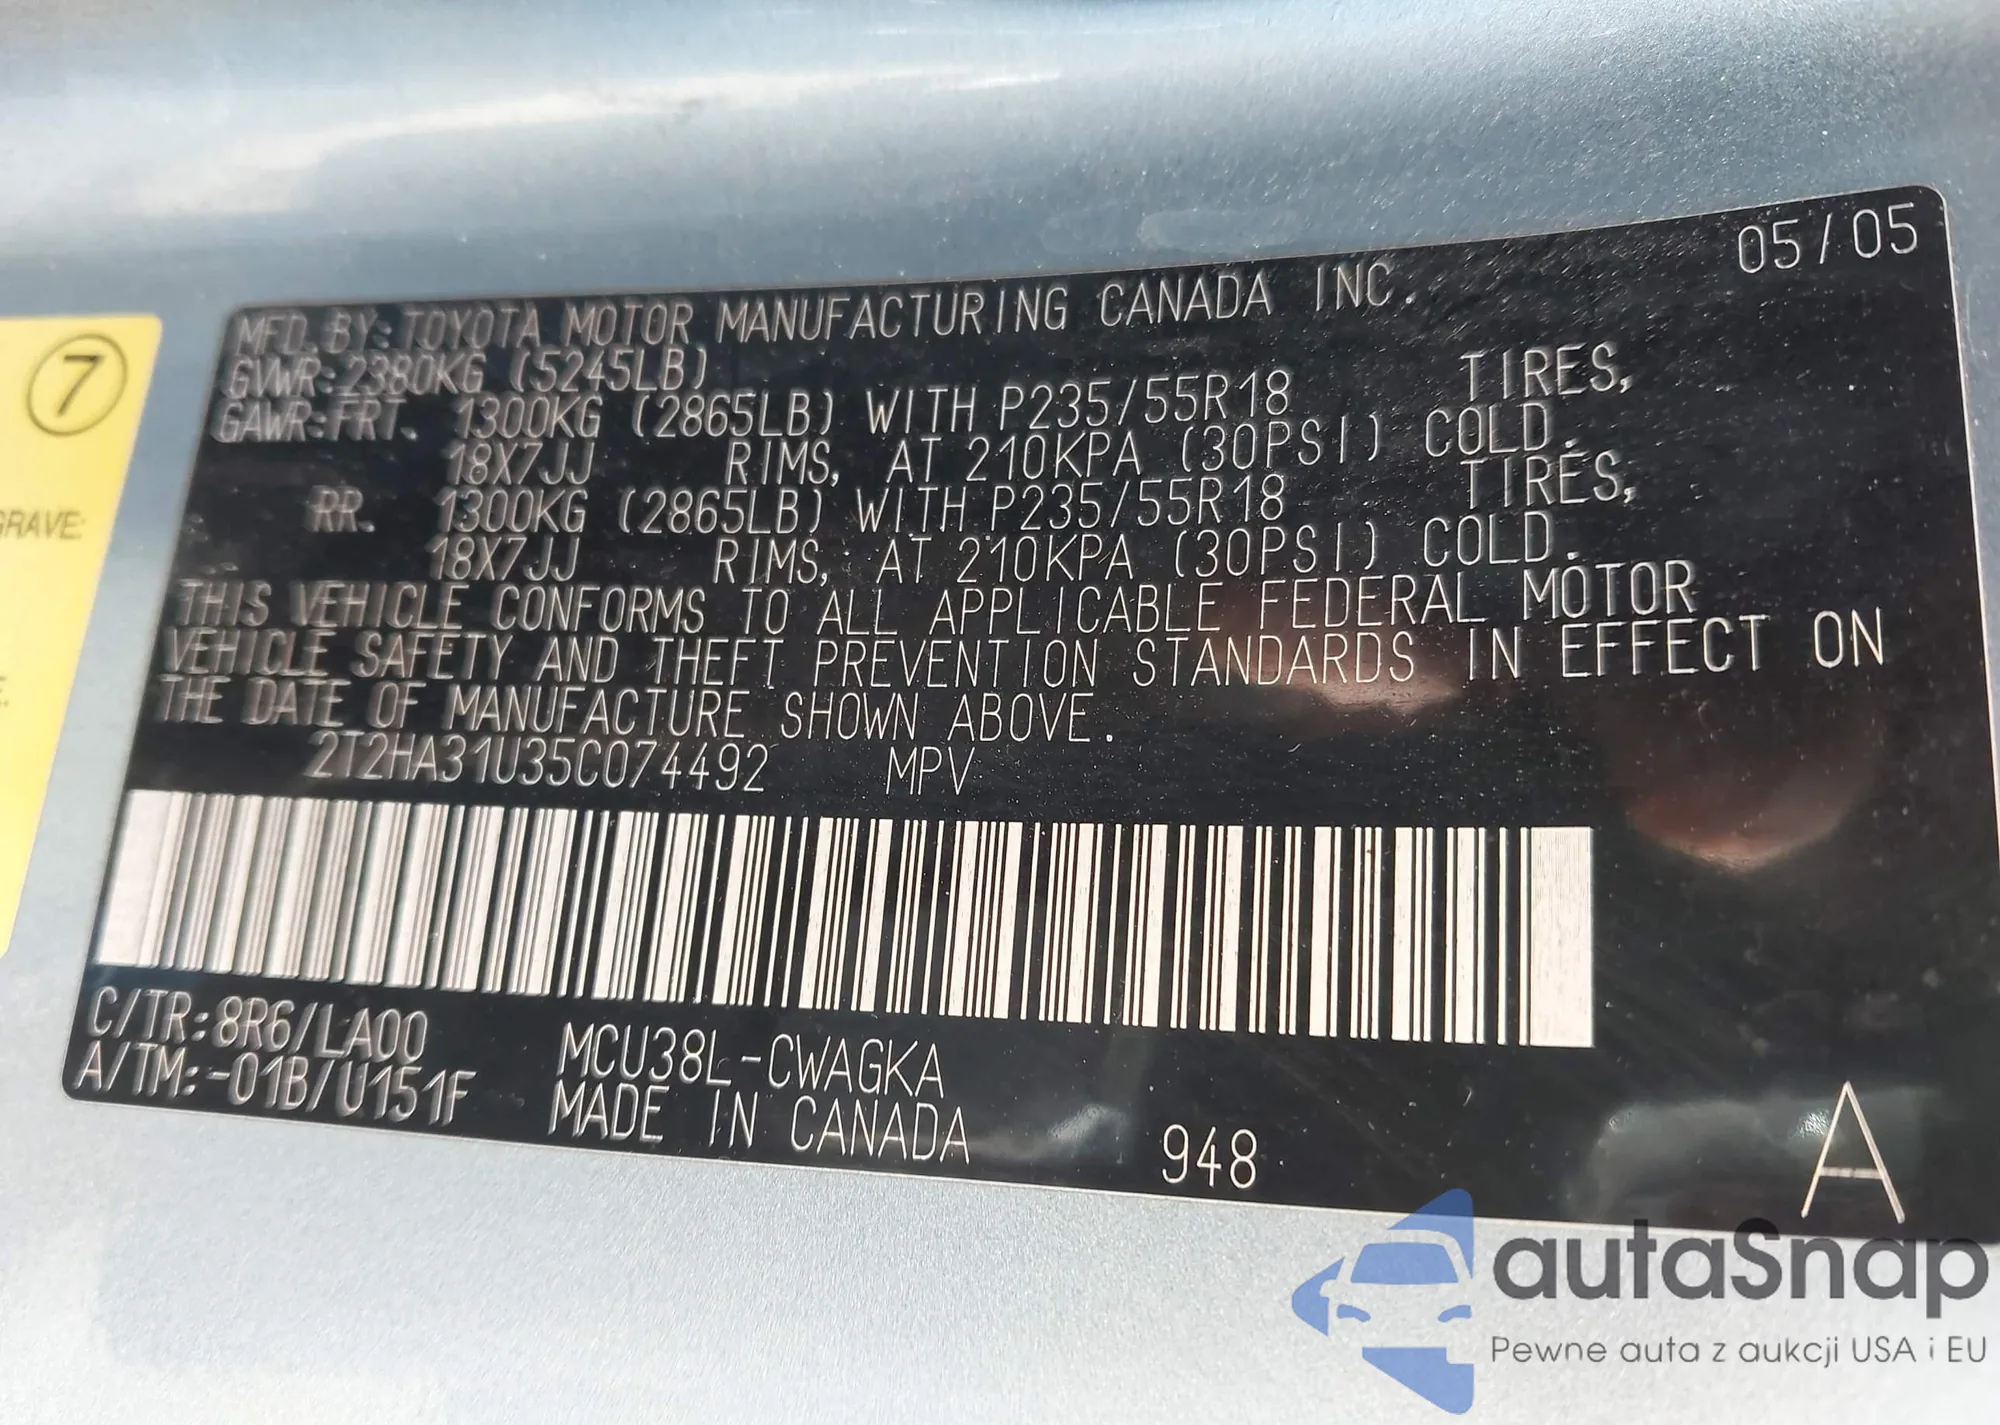 7
GRAVE:
05/05
MFD. BY: TOYOTA MOTOR MANUFACTURING CANADA INC.
GVWR: 2380KG (5245LB)
GAWR: FRT. 1300KG (2865LB) WITH P235/55R18 TIRES,
18X7JJ RIMS, AT 210KPA (30PSI) COLD.
RR. 1300KG (2865LB) WITH P235/55R18 TIRES,
18X7JJ RIMS, AT 210KPA (30PSI) COLD.
THIS VEHICLE CONFORMS TO ALL APPLICABLE FEDERAL MOTOR
VEHICLE SAFETY AND THEFT PREVENTION STANDARDS IN EFFECT ON
THE DATE OF MANUFACTURE SHOWN ABOVE.
2T2HA31U35C074492 MPV
C/TR: 8R6/LA00 MCU38L-CWAGKA
A/TM: -01B/U151F MADE IN CANADA 948 A
autaSnap
Pewne auta z aukcji USA i EU